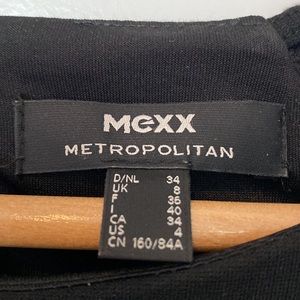 MEXX
METROPOLITAN
D/NL 34
UK 8
F 36
I 40
CA 34
US 4
CN 160/84A